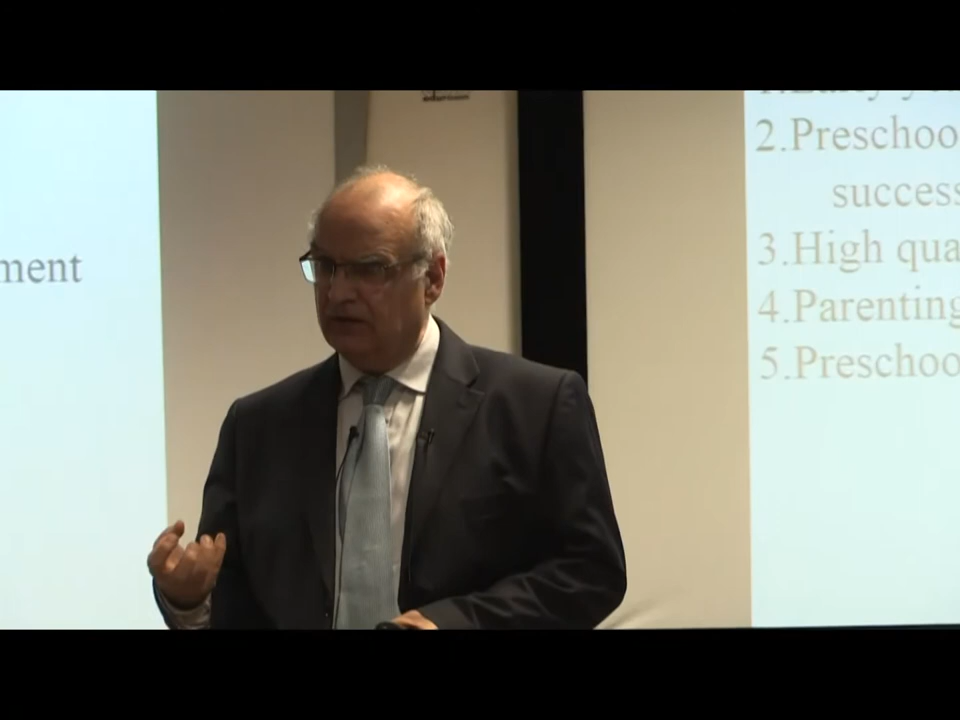 ment
2.Preschoo
success
3.High qua
4.Parenting
5.Preschoo